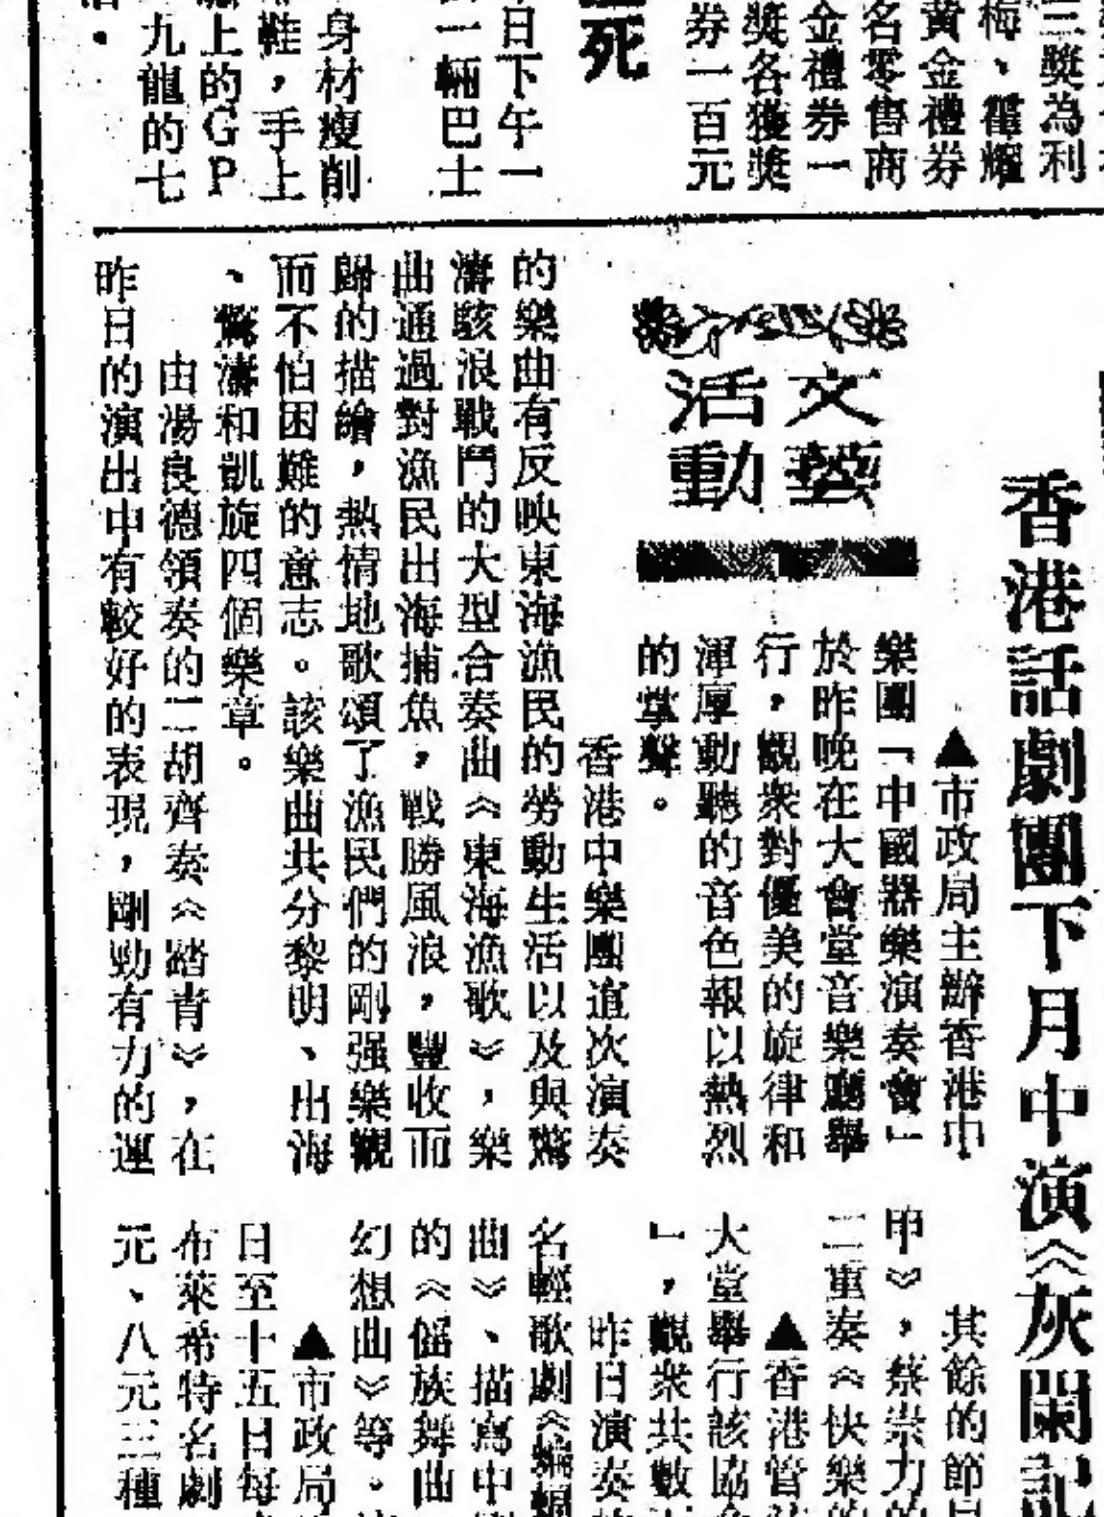 三獎為利
梅、霍耀
黃金禮券
名零售商
金禮券一
獎各獲獎
券一百元
死
日下午一
一輛巴士
身材瘦削
鞋，手上
上的GP
九龍的七
香港話劇團下月中演《灰闌記
文藝
活動
▲市政局主辦香港中
樂團「中國器樂演奏會」
於昨晚在大會堂音樂廳舉
行，觀衆對優美的旋律和
渾厚動聽的音色報以熱烈
的掌聲。
香港中樂團這次演奏
的樂曲有反映東海漁民的勞動生活以及與驚
濤駭浪戰鬥的大型合奏曲《東海漁歌》，樂
曲通過對漁民出海捕魚，戰勝風浪，豐收而
歸的描繪，熱情地歌頌了漁民們的剛强樂觀
而不怕困難的意志。該樂曲共分黎明、出海
、驚濤和凱旋四個樂章。
由湯良德領奏的二胡齊奏《踏青》，在
昨日的演出中有較好的表現，剛勁有力的運
其餘的節目
甲》，蔡崇力的
二重奏《快樂的
▲香港管
大堂舉行該協
」，觀衆共數
昨日演奏
名輕歌劇《蝙蝠
曲》、描寫中
的《傜族舞曲
幻想曲》等。
▲市政局
日至十五日每
布萊希特名劇
元、八元三種